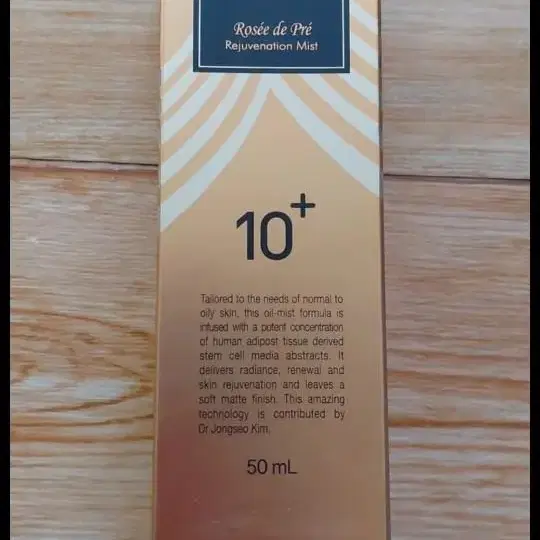 Rosée de Pré
Rejuvenation Mist
10+
Tailored to the needs of normal to
oily skin, this oil-mist formula is
infused with a potent concentration
of human adipost tissue derived
stem cell media abstracts. It
delivers radiance, renewal and
skin rejuvenation and leaves a
soft matte finish. This amazing
technology is contributed by
Dr Jongseo Kim.
50 mL